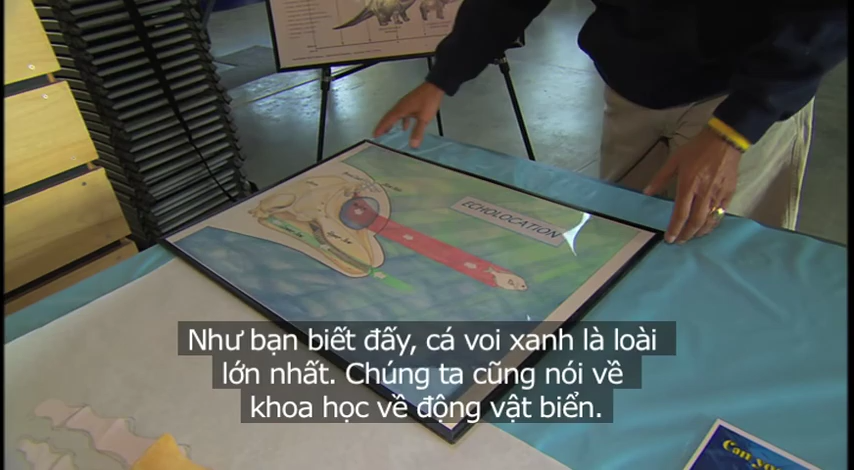 ECHOLOCATION
Như bạn biết đấy, cá voi xanh là loài
lớn nhất. Chúng ta cũng nói về
khoa học về động vật biển.